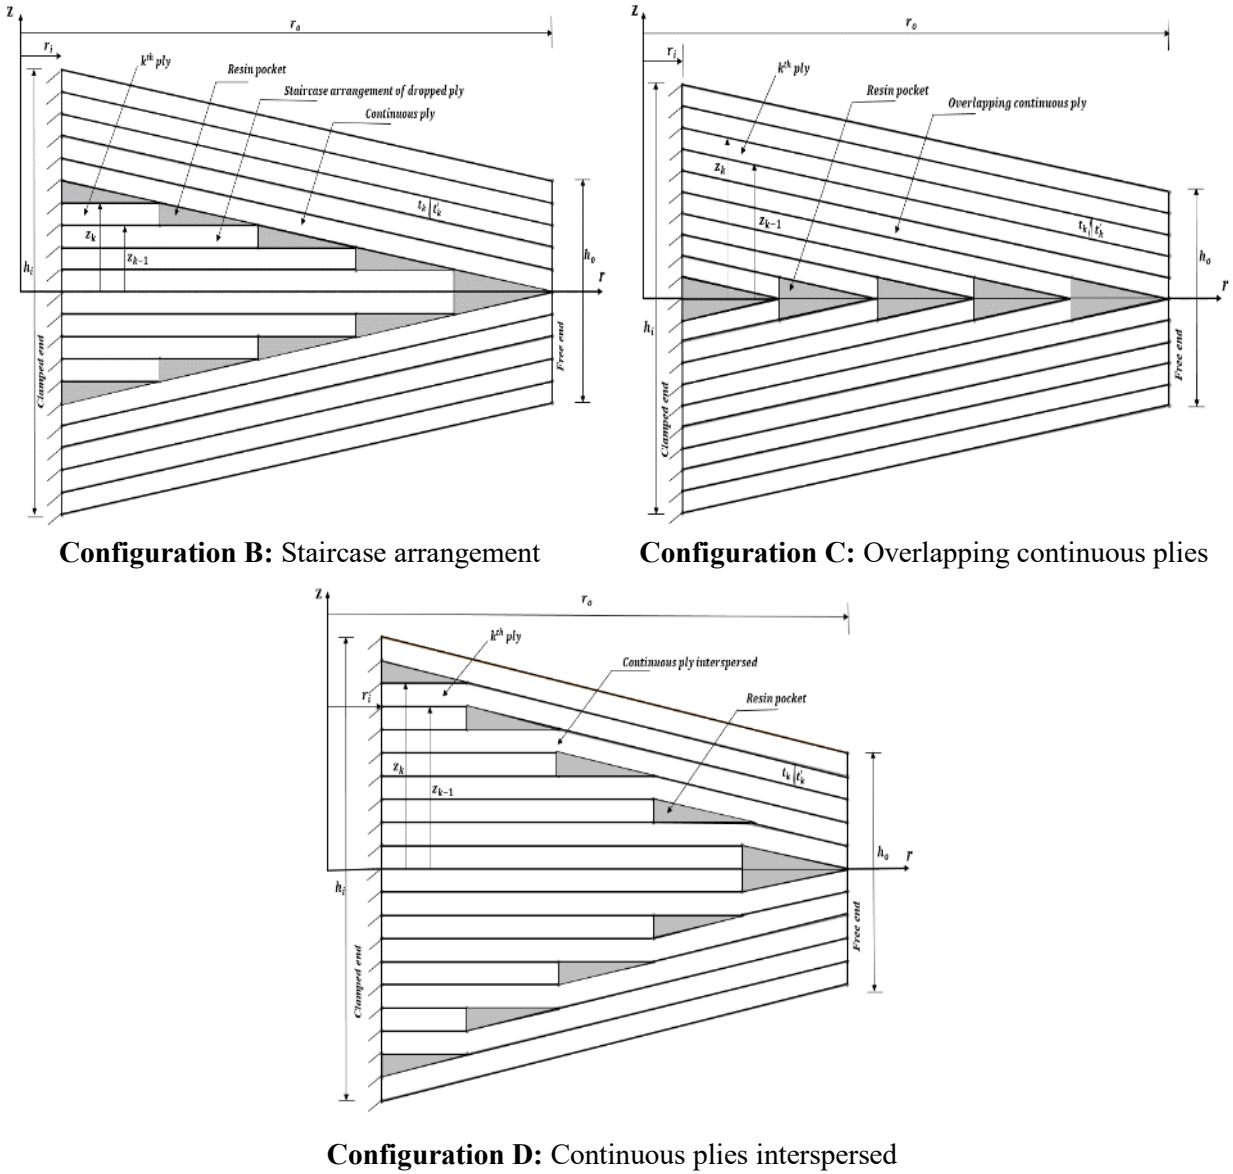 z
r_o
r_i
k^th ply
Resin pocket
Staircase arrangement of dropped ply
Continuous ply
t_k t'_k
z_k
z_{k-1}
h_i
h_o
r
Clamped end
Free end
z
r_o
r_i
k^th ply
Resin pocket
Overlapping continuous ply
z_k
z_{k-1}
t_k t'_k
h_o
r
h_i
Clamped end
Free end
Configuration B: Staircase arrangement
Configuration C: Overlapping continuous plies
z
r_o
k^th ply
Continuous ply interspersed
r_i
Resin pocket
z_k
z_{k-1}
t_k t'_k
h_i
h_o
r
Clamped end
Free end
Configuration D: Continuous plies interspersed